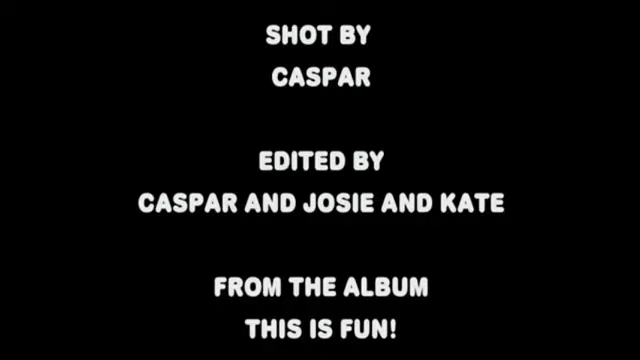 SHOT BY
CASPAR
EDITED BY
CASPAR AND JOSIE AND KATE
FROM THE ALBUM
THIS IS FUN!